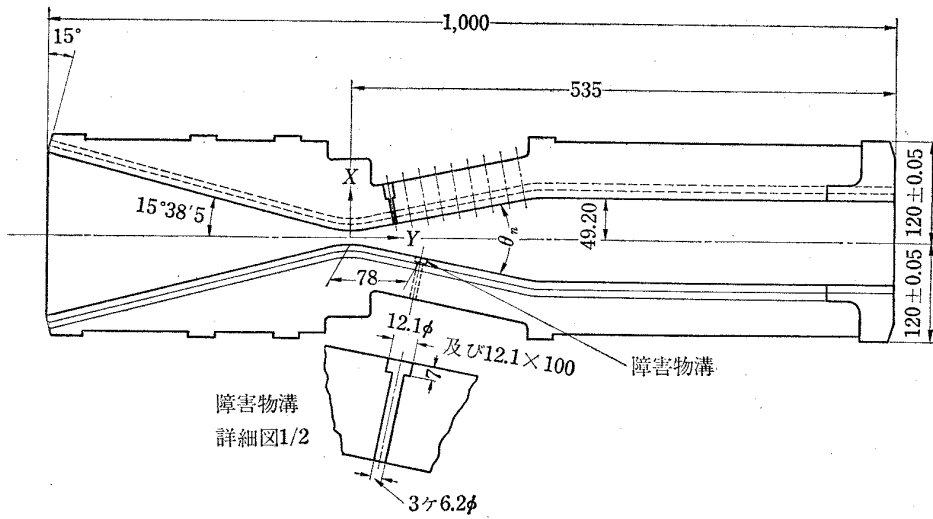 1,000
15°
535
X
15°38′5
Y
θn
49.20
120±0.05
120±0.05
78
12.1φ
及び12.1×100
7
障害物溝
障害物溝
詳細図1/2
3ケ6.2φ